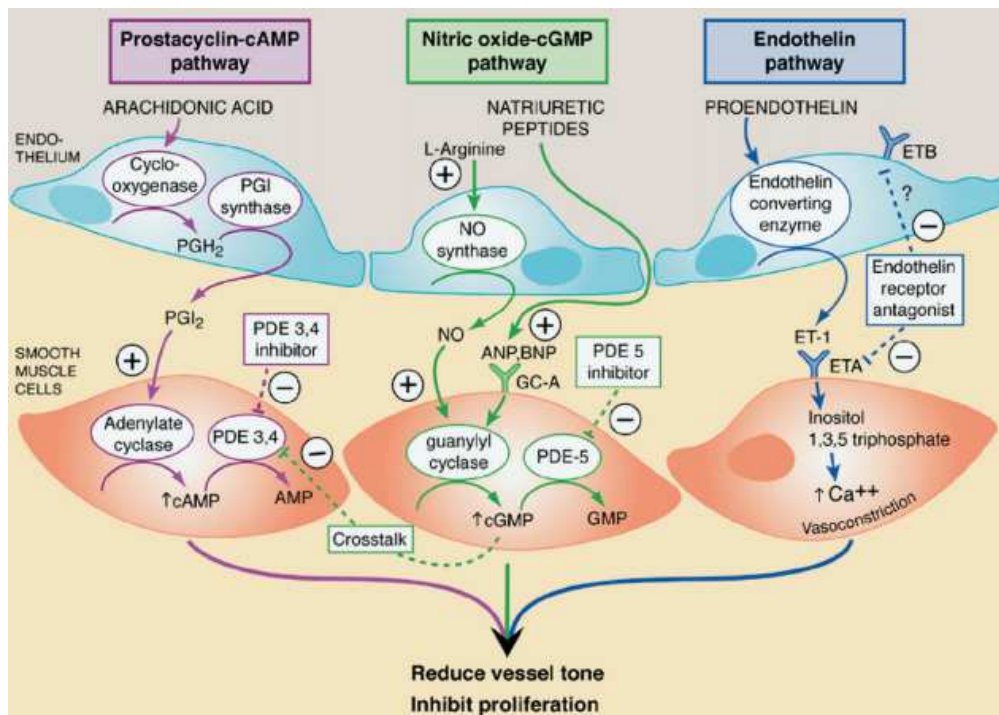 Prostacyclin-cAMP
pathway
Nitric oxide-cGMP
pathway
Endothelin
pathway
ARACHIDONIC ACID
NATRIURETIC
PEPTIDES
PROENDOTHELIN
ENDO-
THELIUM
Cyclo-
oxygenase
PGI
synthase
PGH2
L-Arginine
+
NO
synthase
ETB
Endothelin
converting
enzyme
?
−
Endothelin
receptor
antagonist
PGI2
PDE 3,4
inhibitor
NO
+
ANP,BNP
GC-A
PDE 5
inhibitor
ET-1
ETA
−
SMOOTH
MUSCLE
CELLS
+
−
+
−
Adenylate
cyclase
PDE 3,4
−
↑cAMP
AMP
guanylyl
cyclase
PDE-5
↑cGMP
GMP
Inositol
1,3,5 triphosphate
↑Ca++
Vasoconstriction
Crosstalk
Reduce vessel tone
Inhibit proliferation